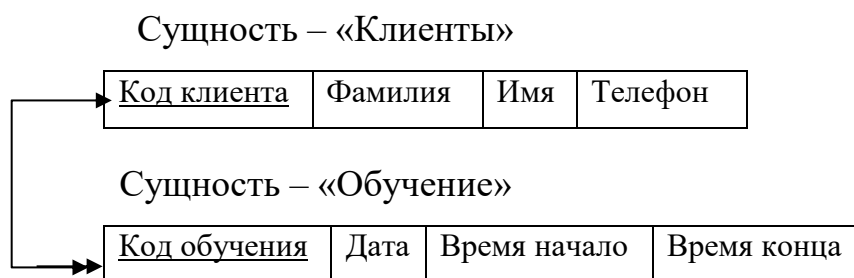 Сущность – «Клиенты»
Код клиента Фамилия Имя Телефон
Сущность – «Обучение»
Код обучения Дата Время начало Время конца